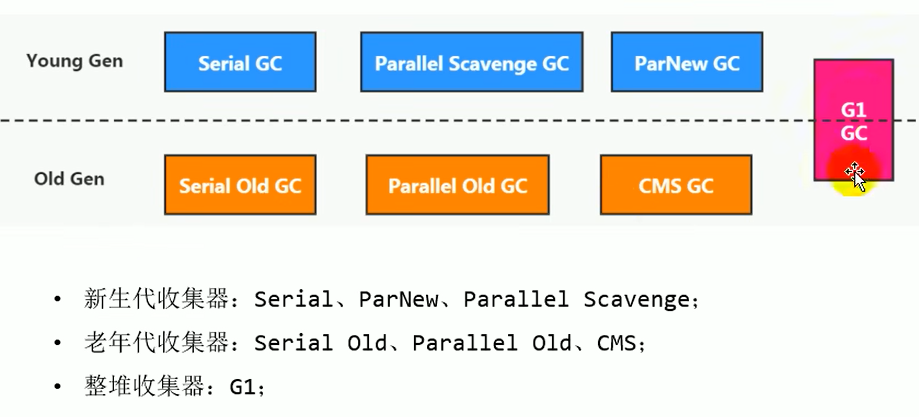 Young Gen
Serial GC
Parallel Scavenge GC
ParNew GC
G1
GC
Old Gen
Serial Old GC
Parallel Old GC
CMS GC
• 新生代收集器: Serial、ParNew、Parallel Scavenge;
• 老年代收集器: Serial Old、Parallel Old、CMS;
• 整堆收集器: G1;